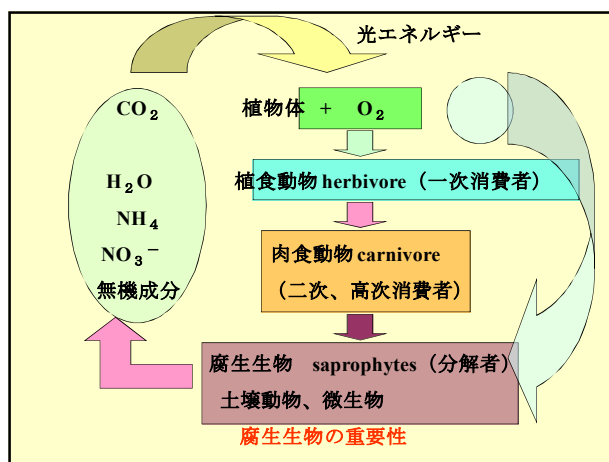 光エネルギー
CO₂
H₂O
NH₄
NO₃⁻
無機成分
植物体 + O₂
植食動物 herbivore（一次消費者）
肉食動物 carnivore
（二次、高次消費者）
腐生生物 saprophytes（分解者）
土壌動物、微生物
腐生生物の重要性